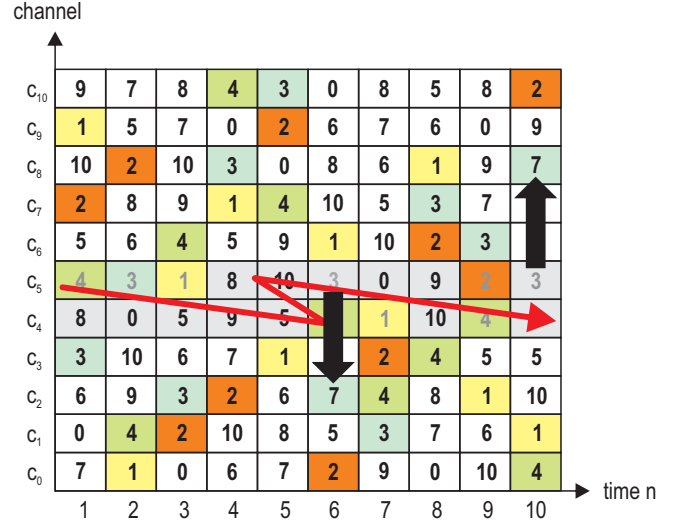 channel
c10 9 7 8 4 3 0 8 5 8 2
c9 1 5 7 0 2 6 7 6 0 9
c8 10 2 10 3 0 8 6 1 9 7
c7 2 8 9 1 4 10 5 3 7
c6 5 6 4 5 9 1 10 2 3
c5 4 3 1 8 10 3 0 9 2 3
c4 8 0 5 9 5 1 10 4
c3 3 10 6 7 1 2 4 5 5
c2 6 9 3 2 6 7 4 8 1 10
c1 0 4 2 10 8 5 3 7 6 1
c0 7 1 0 6 7 2 9 0 10 4
time n
1 2 3 4 5 6 7 8 9 10